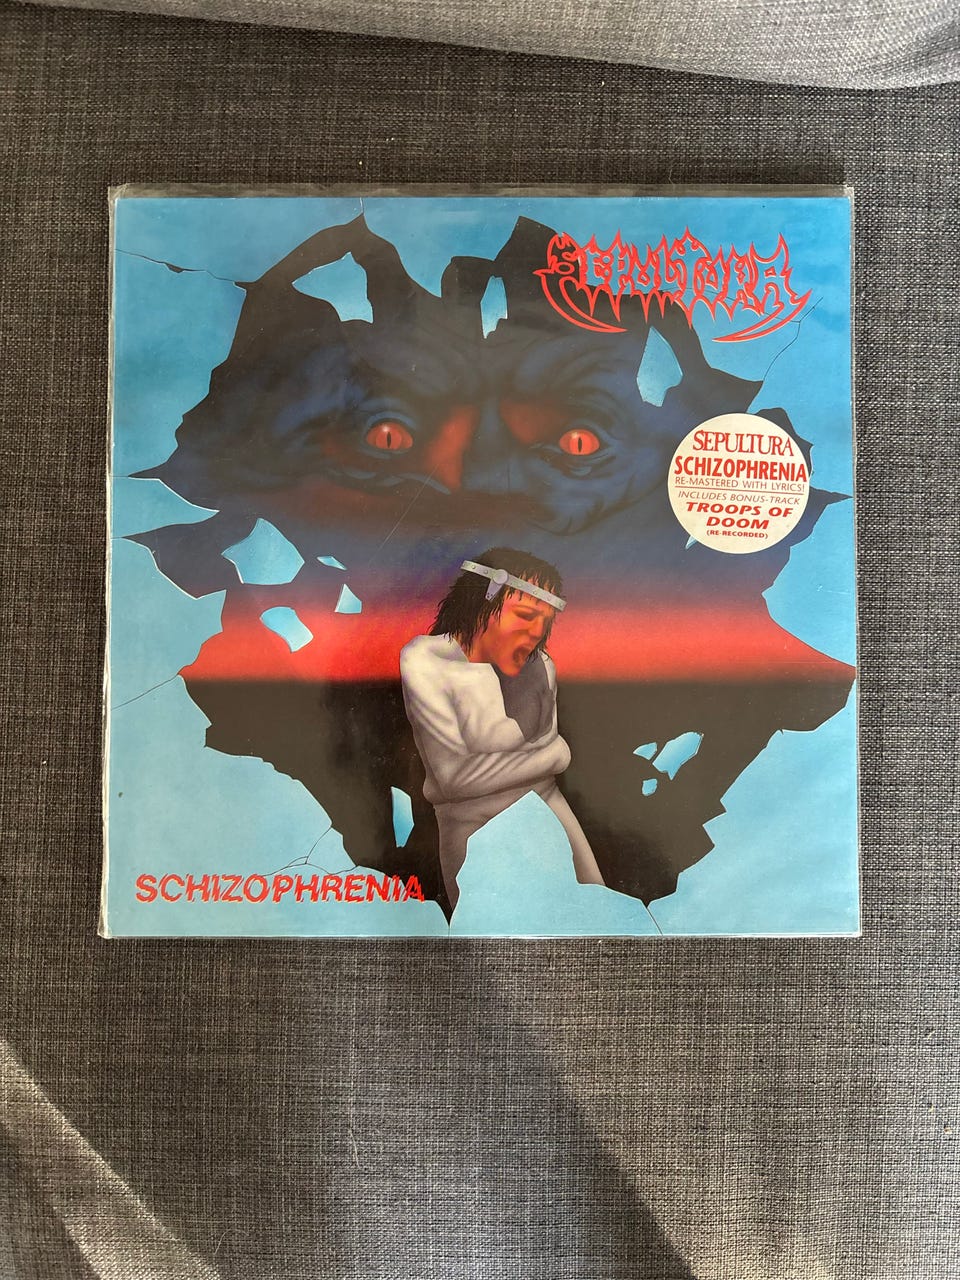 SEPULTURA
SEPULTURA
SCHIZOPHRENIA
RE-MASTERED WITH LYRICS!
INCLUDES BONUS-TRACK
TROOPS OF
DOOM
(RE-RECORDED)
SCHIZOPHRENIA